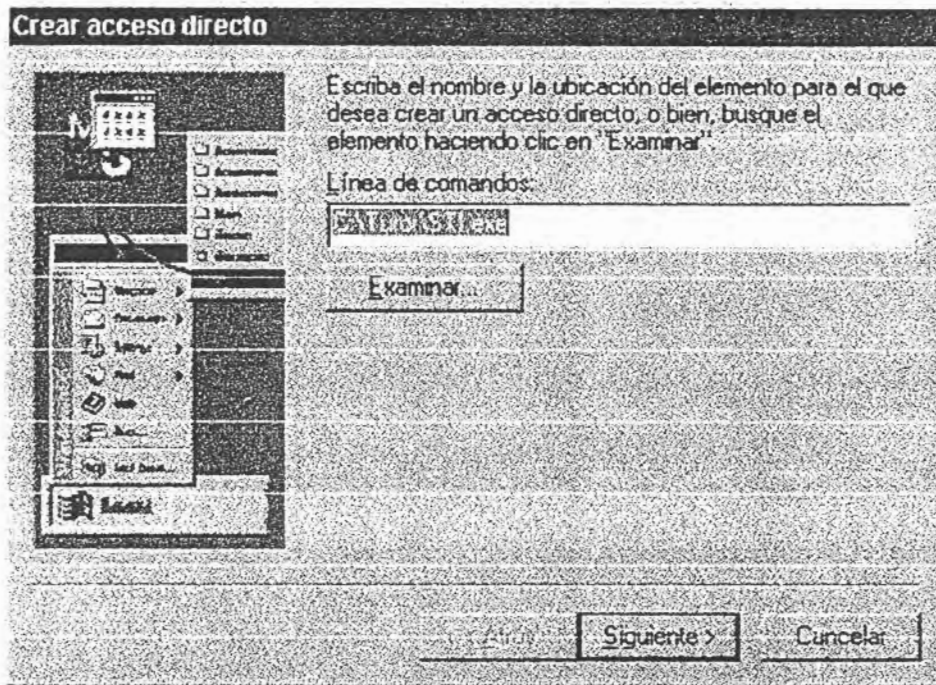 Crear acceso directo
Escriba el nombre y la ubicación del elemento para el que
desea crear un acceso directo, o bien, busque el
elemento haciendo clic en "Examinar".
Línea de comandos:
Examinar...
< Atrás
Siguiente >
Cancelar